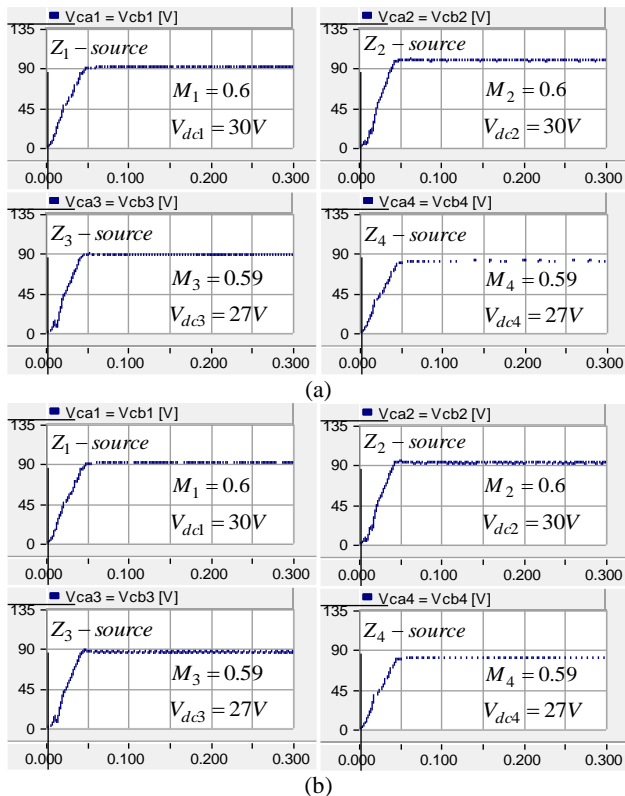 Vca1 = Vcb1 [V]
135
90
45
0
Z1 – source
M1 = 0.6
Vdc1 = 30V
0.000 0.100 0.200 0.300
Vca2 = Vcb2 [V]
135
90
45
0
Z2 – source
M2 = 0.6
Vdc2 = 30V
0.000 0.100 0.200 0.300
Vca3 = Vcb3 [V]
135
90
45
0
Z3 – source
M3 = 0.59
Vdc3 = 27V
0.000 0.100 0.200 0.300
Vca4 = Vcb4 [V]
135
90
45
0
Z4 – source
M4 = 0.59
Vdc4 = 27V
0.000 0.100 0.200 0.300
(a)
Vca1 = Vcb1 [V]
135
90
45
0
Z1 – source
M1 = 0.6
Vdc1 = 30V
0.000 0.100 0.200 0.300
Vca2 = Vcb2 [V]
135
90
45
0
Z2 – source
M2 = 0.6
Vdc2 = 30V
0.000 0.100 0.200 0.300
Vca3 = Vcb3 [V]
135
90
45
0
Z3 – source
M3 = 0.59
Vdc3 = 27V
0.000 0.100 0.200 0.300
Vca4 = Vcb4 [V]
135
90
45
0
Z4 – source
M4 = 0.59
Vdc4 = 27V
0.000 0.100 0.200 0.300
(b)